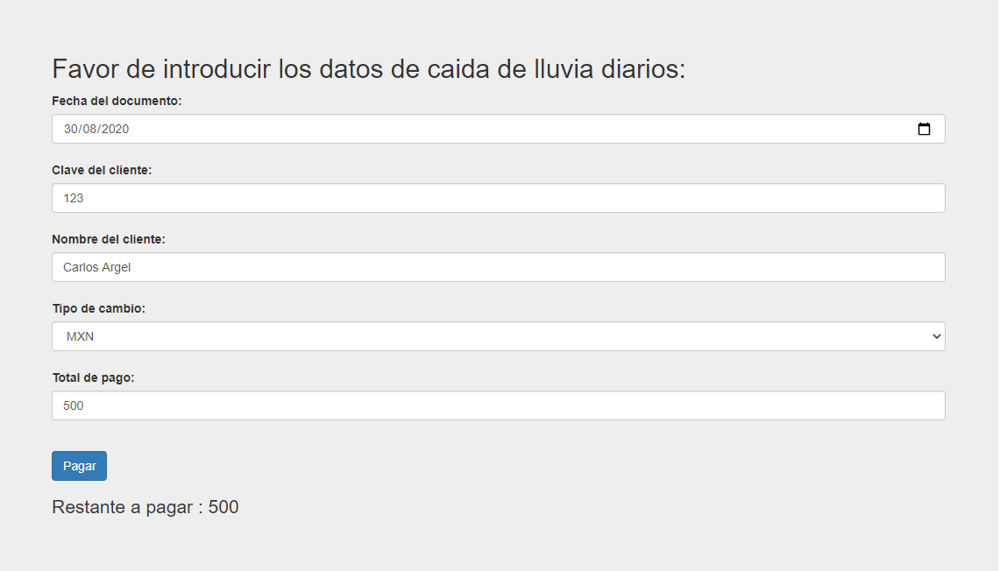 Favor de introducir los datos de caida de lluvia diarios:
Fecha del documento:
30/08/2020
Clave del cliente:
123
Nombre del cliente:
Carlos Argel
Tipo de cambio:
MXN
Total de pago:
500
Pagar
Restante a pagar : 500